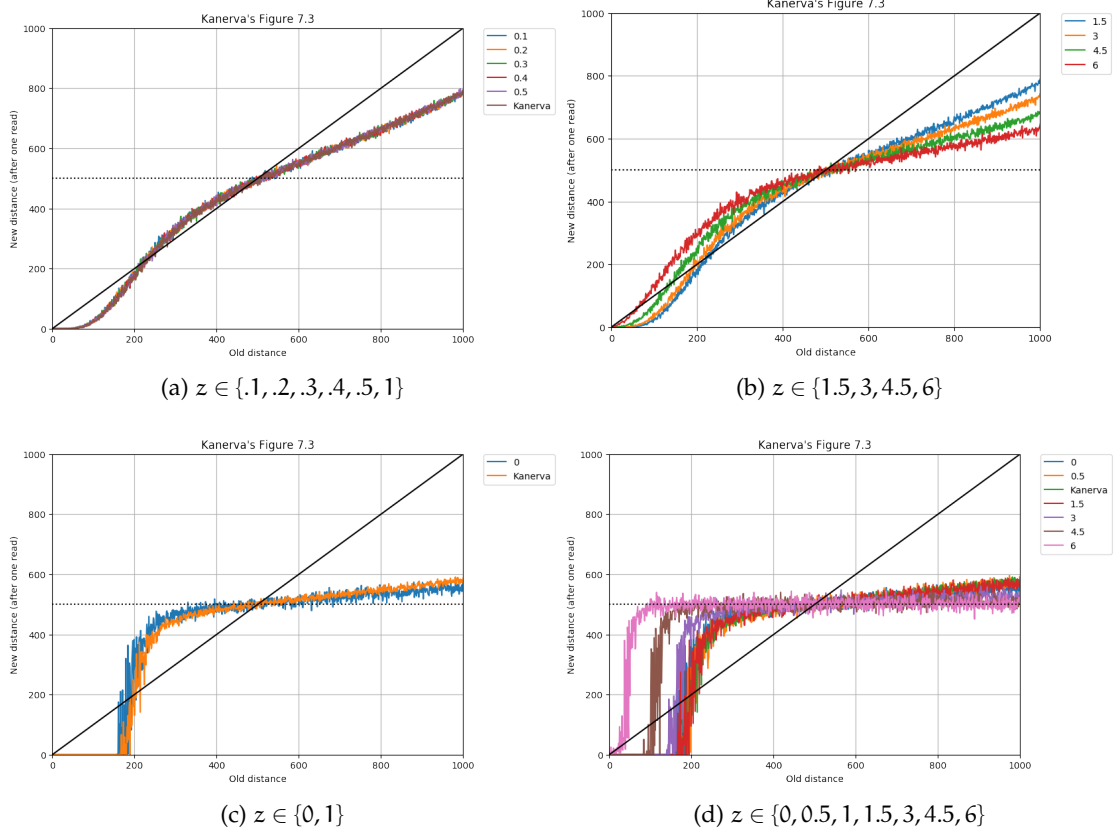 Kanerva's Figure 7.3
1000
800
600
400
200
0
New distance (after one read)
0 200 400 600 800 1000
Old distance
0.1
0.2
0.3
0.4
0.5
Kanerva
(a) z ∈ {.1, .2, .3, .4, .5, 1}
Kanerva's Figure 7.3
1000
800
600
400
200
0
New distance (after one read)
0 200 400 600 800 1000
Old distance
1.5
3
4.5
6
(b) z ∈ {1.5, 3, 4.5, 6}
Kanerva's Figure 7.3
1000
800
600
400
200
0
New distance (after one read)
0 200 400 600 800 1000
Old distance
0
Kanerva
(c) z ∈ {0, 1}
Kanerva's Figure 7.3
1000
800
600
400
200
0
New distance (after one read)
0 200 400 600 800 1000
Old distance
0
0.5
Kanerva
1.5
3
4.5
6
(d) z ∈ {0, 0.5, 1, 1.5, 3, 4.5, 6}